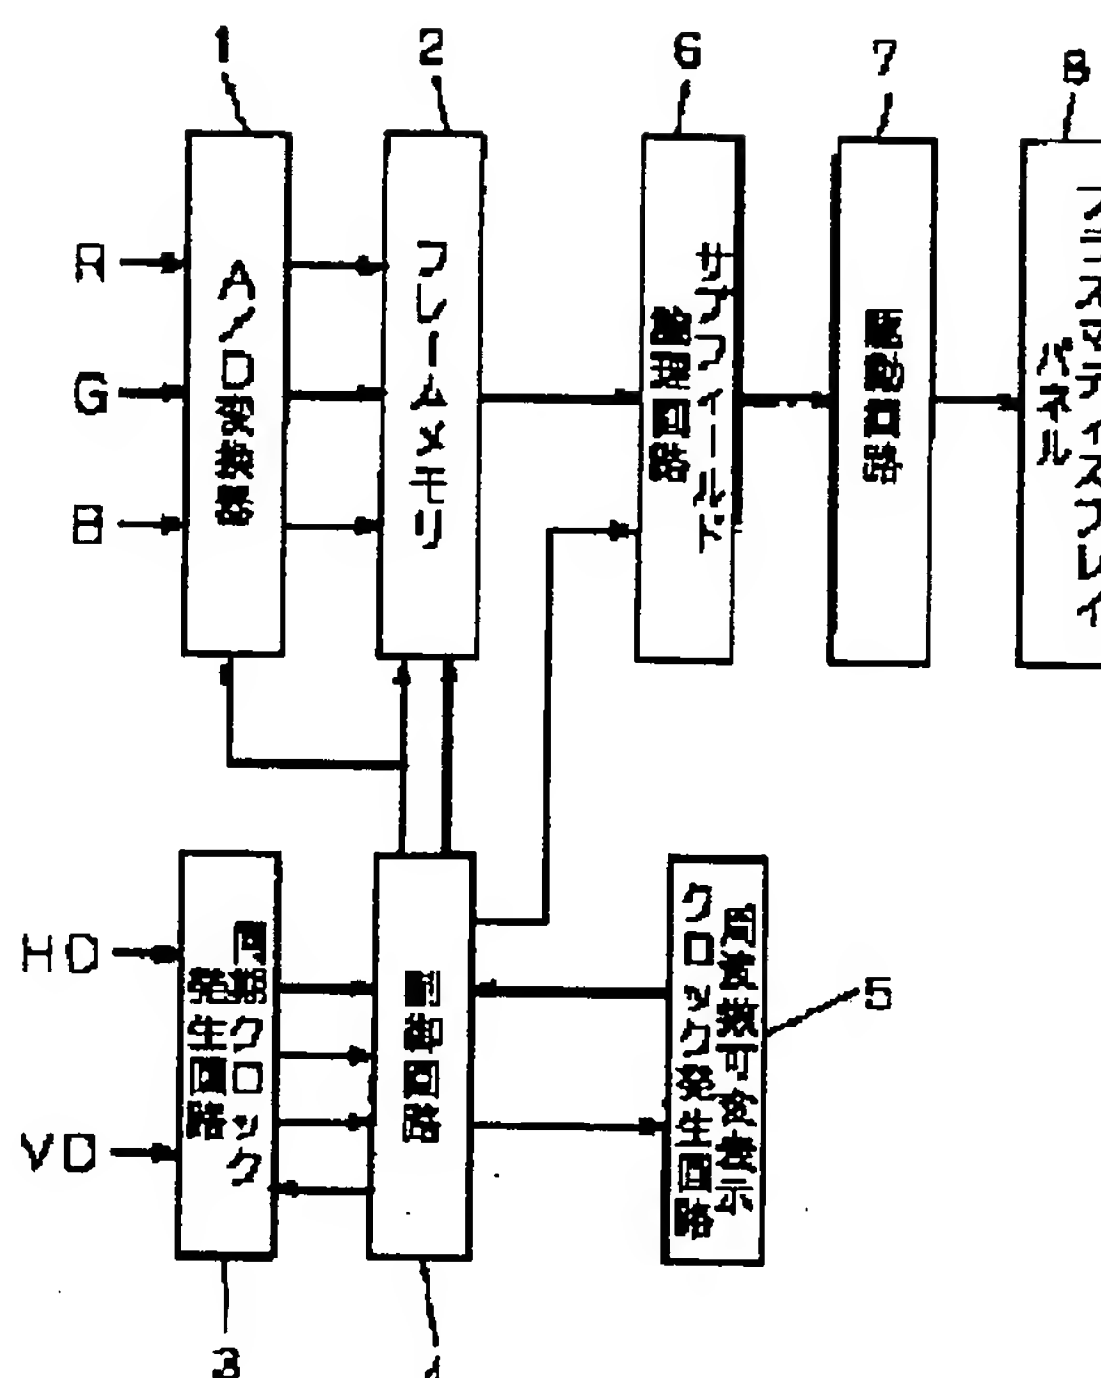 1
2
6
7
8
R
G
B
A/D変換器
フレームメモリ
サブフィールド
処理回路
駆動回路
プラズマディスプレイ
パネル
HD
VD
同期クロック
発生回路
制御回路
周波数可変表示
クロック発生回路
5
3
4